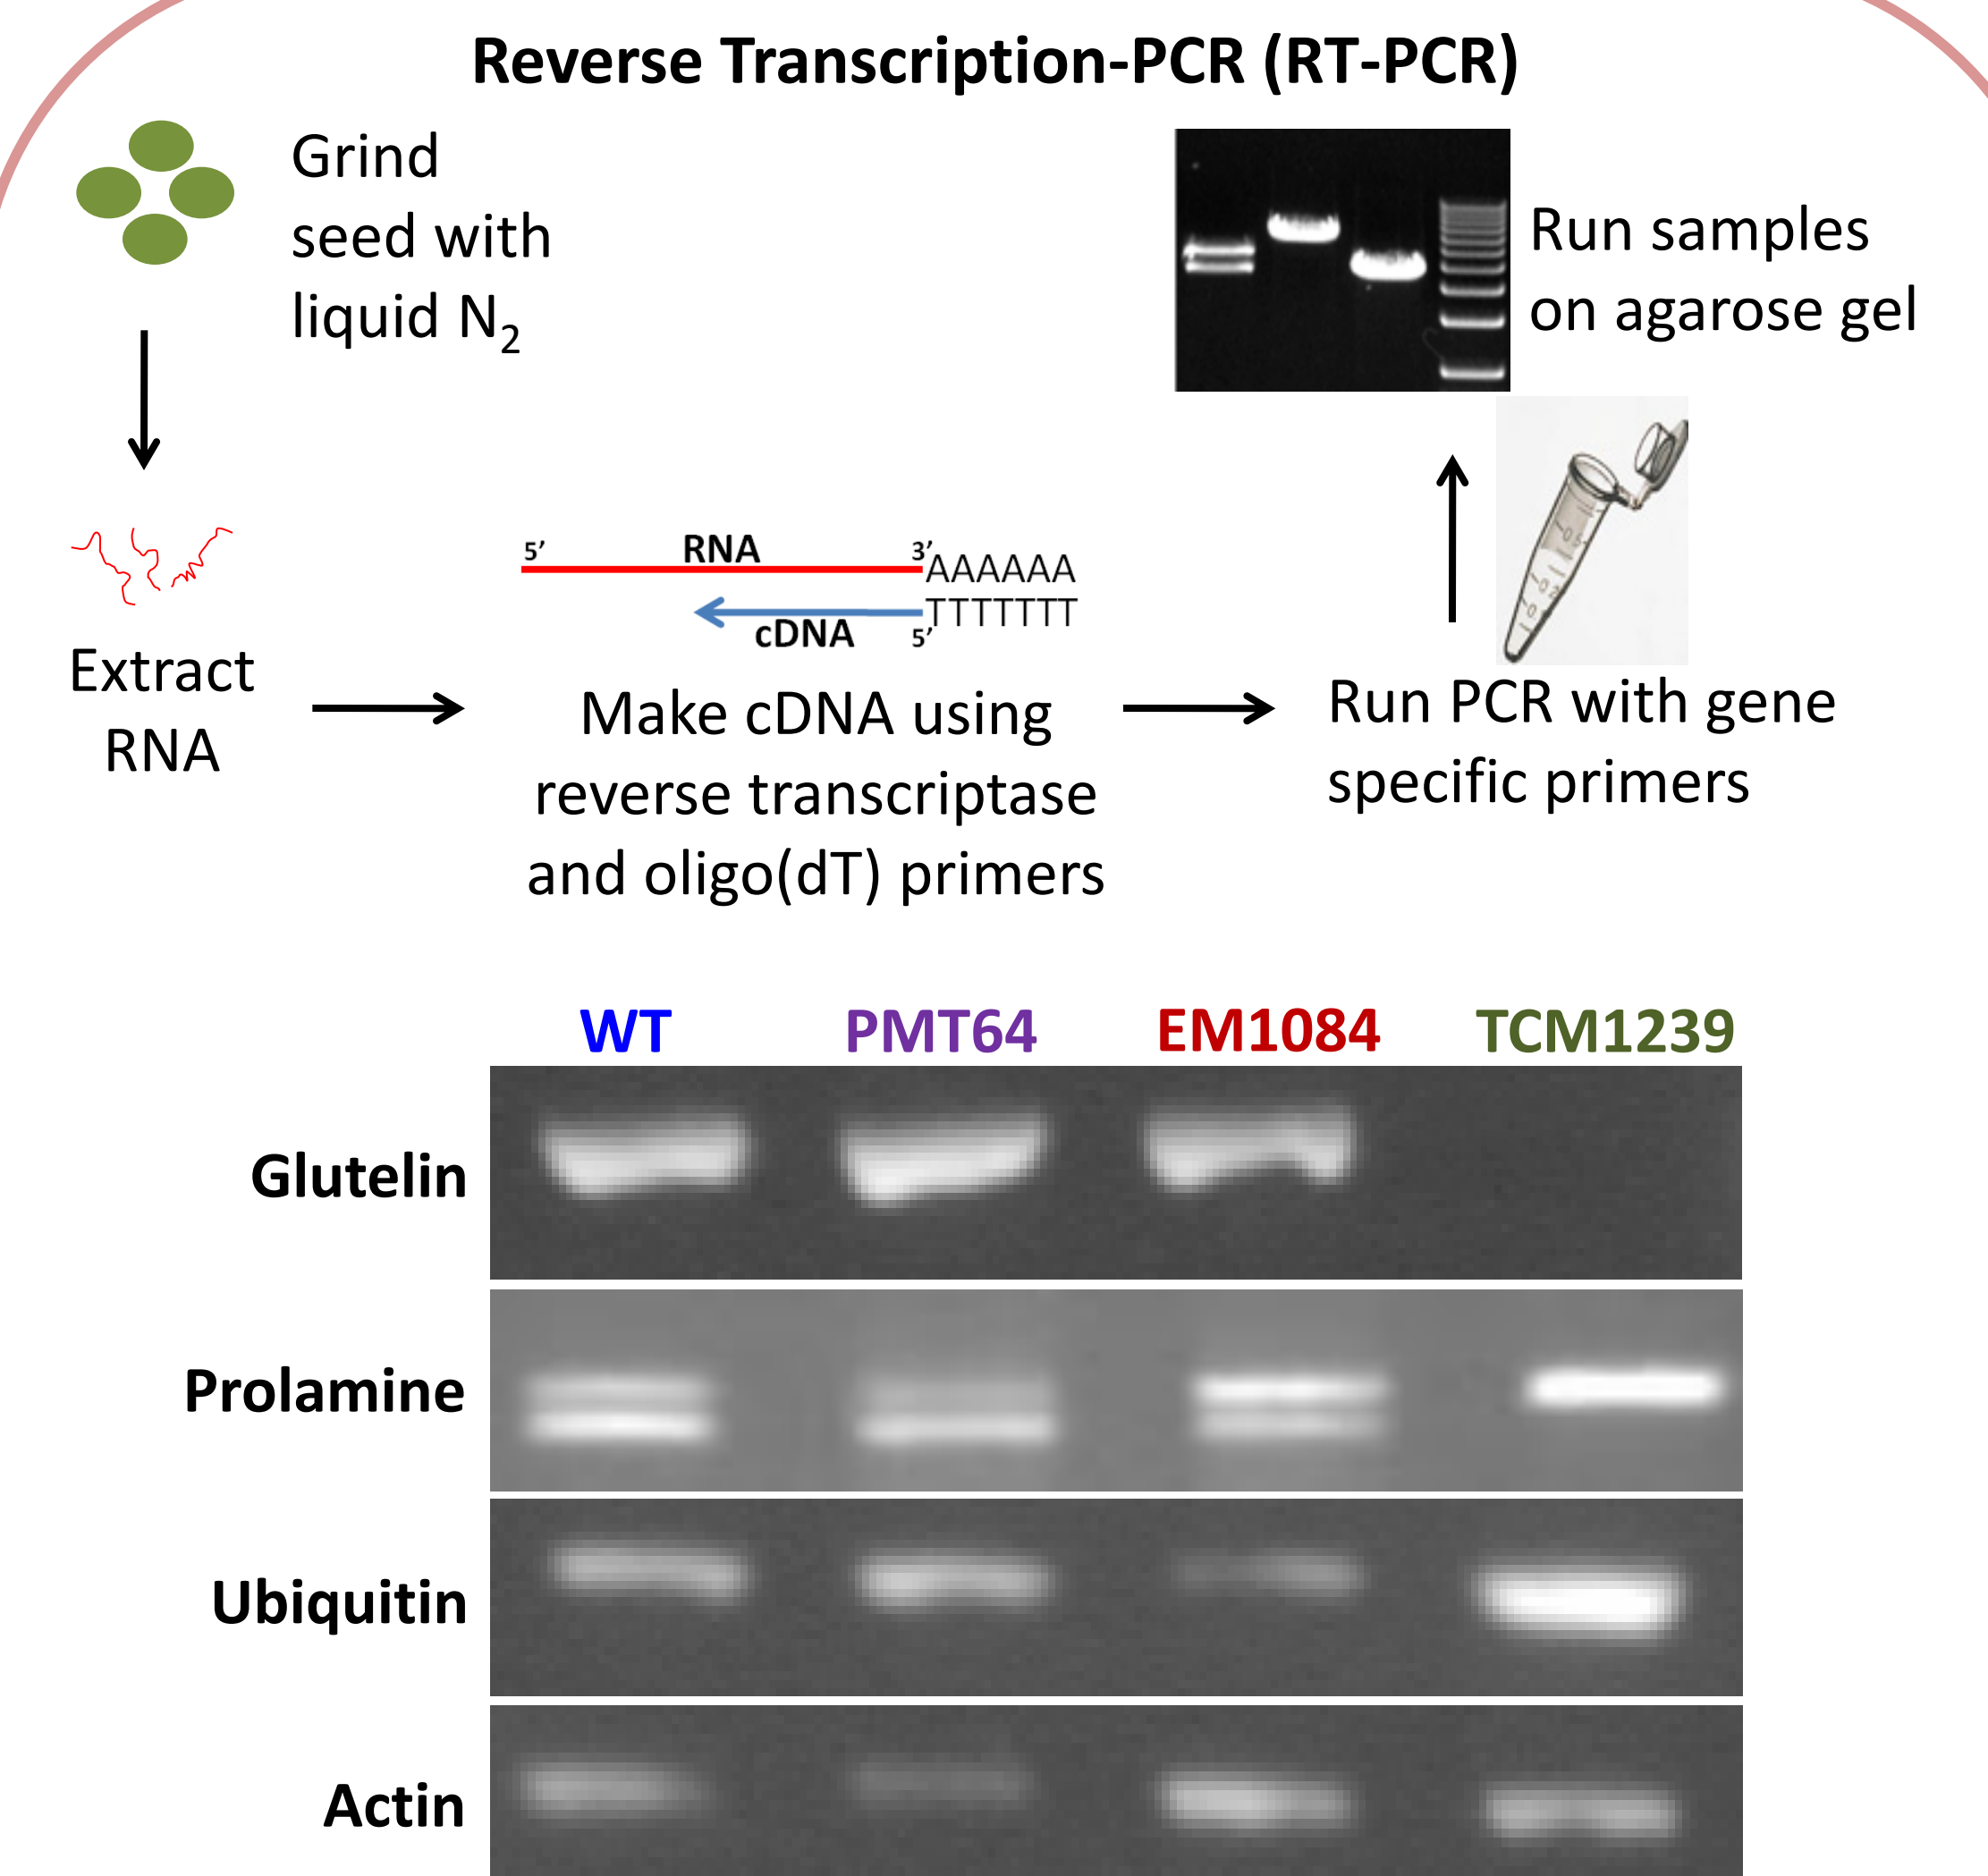 Reverse Transcription-PCR (RT-PCR)
Grind
seed with
liquid N₂
Extract
RNA
5’ RNA 3’AAAAAA
cDNA 5’TTTTTTT
Make cDNA using
reverse transcriptase
and oligo(dT) primers
Run PCR with gene
specific primers
Run samples
on agarose gel
WT PMT64 EM1084 TCM1239
Glutelin
Prolamine
Ubiquitin
Actin